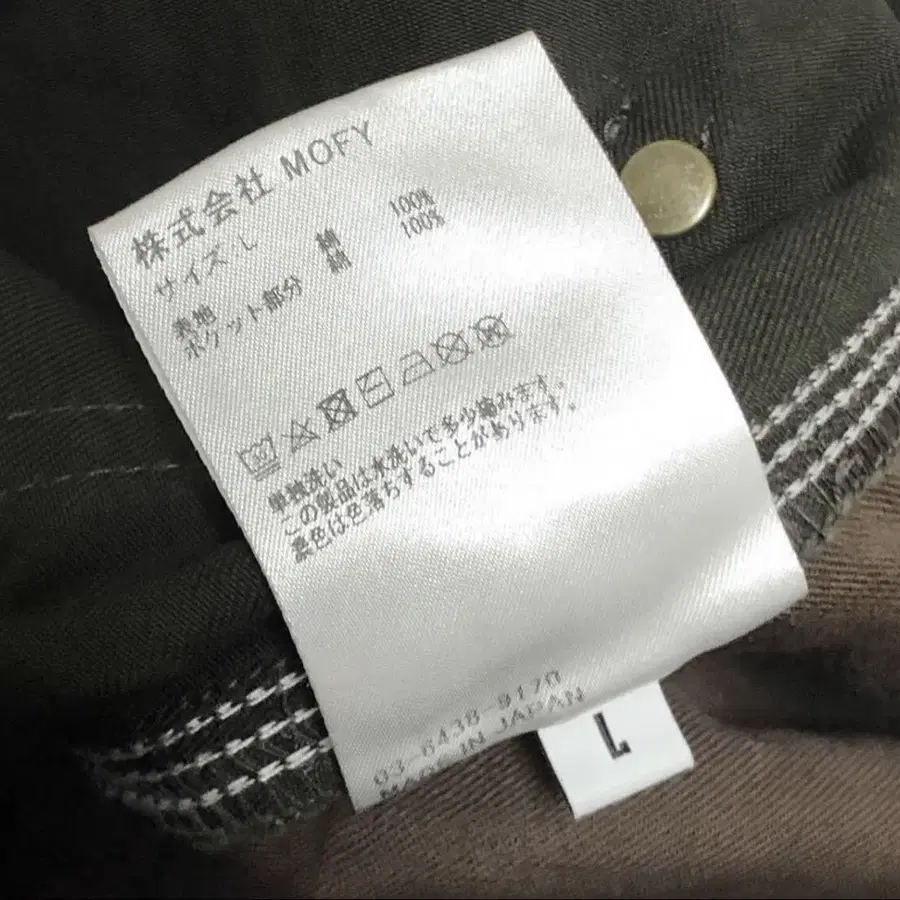 株式会社 MOFY
サイズ:L
表地 綿 100%
ポケット部分 綿 100%
30
単独洗い
この製品は水洗いで多少縮みます。
濃色は色落ちすることがあります。
03-6438-9170
MADE IN JAPAN
L